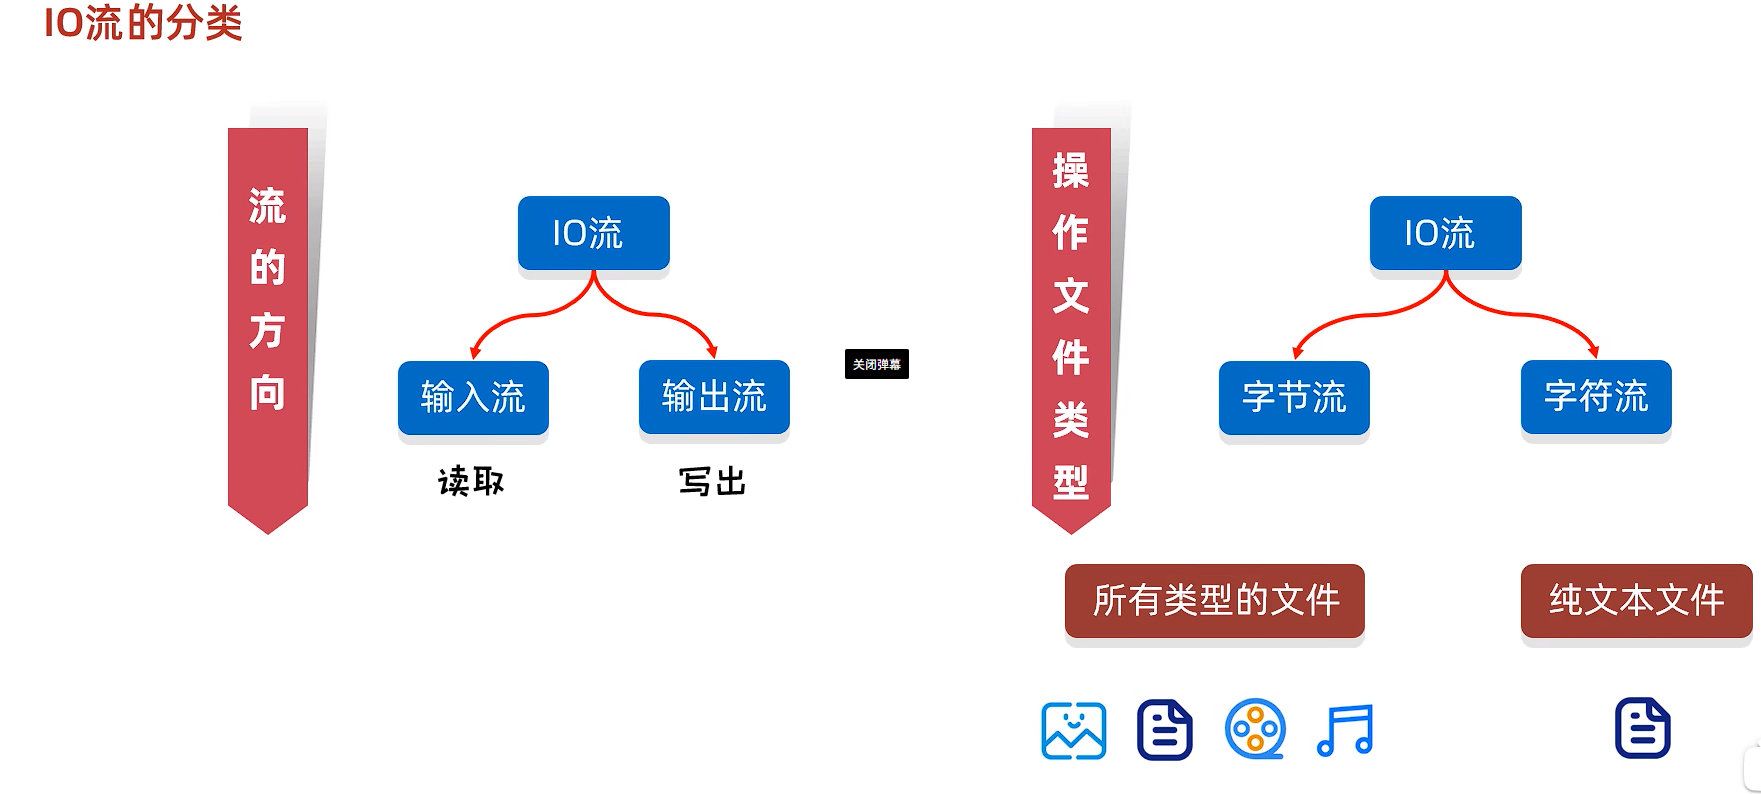 IO流的分类
流的方向
IO流
输入流
输出流
读取
写出
关闭弹幕
操作文件类型
IO流
字节流
字符流
所有类型的文件
纯文本文件